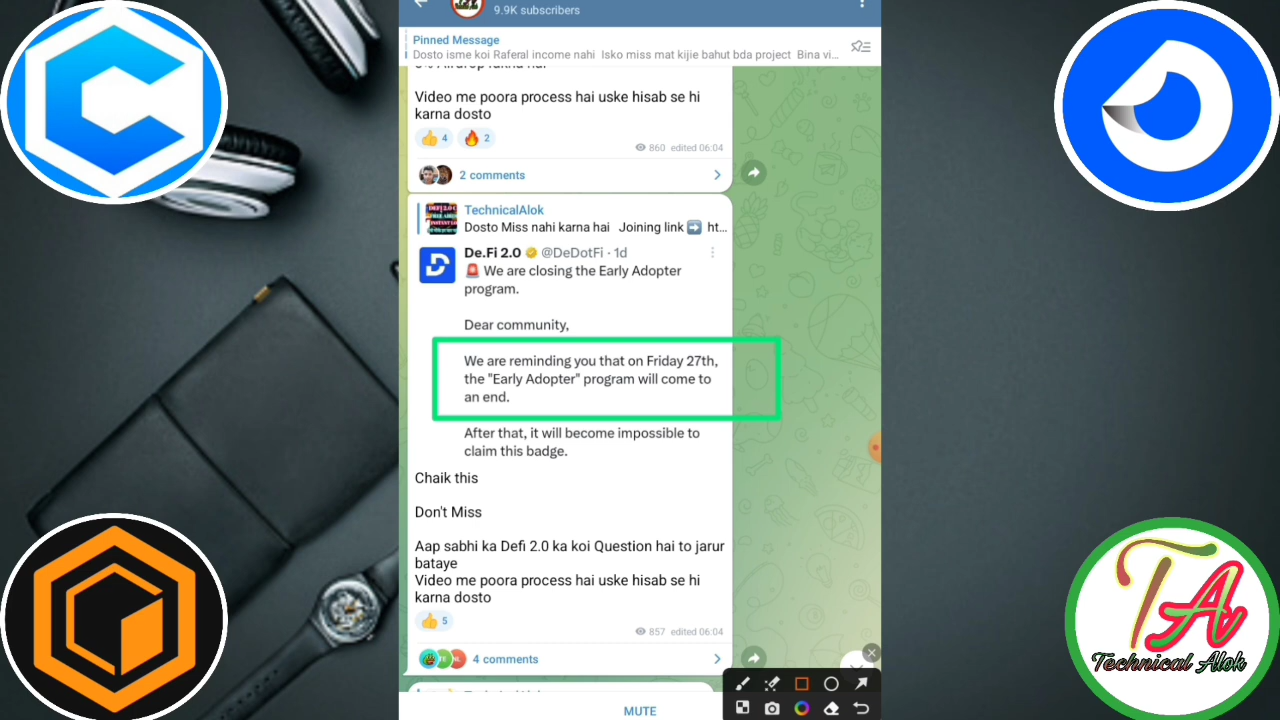 9.9K subscribers
Pinned Message
Dosto isme koi Raferal income nahi Isko miss mat kijie bahut bda project Bina vi...
Video me poora process hai uske hisab se hi
karna dosto
4 2
860 edited 06:04
2 comments
TechnicalAlok
Dosto Miss nahi karna hai Joining link ➡️ ht...
De.Fi 2.0 @DeDotFi · 1d
🚨 We are closing the Early Adopter
program.
Dear community,
We are reminding you that on Friday 27th,
the "Early Adopter" program will come to
an end.
After that, it will become impossible to
claim this badge.
Chaik this
Don't Miss
Aap sabhi ka Defi 2.0 ka koi Question hai to jarur
bataye
Video me poora process hai uske hisab se hi
karna dosto
5
857 edited 06:04
4 comments
MUTE
TA
Technical Alok